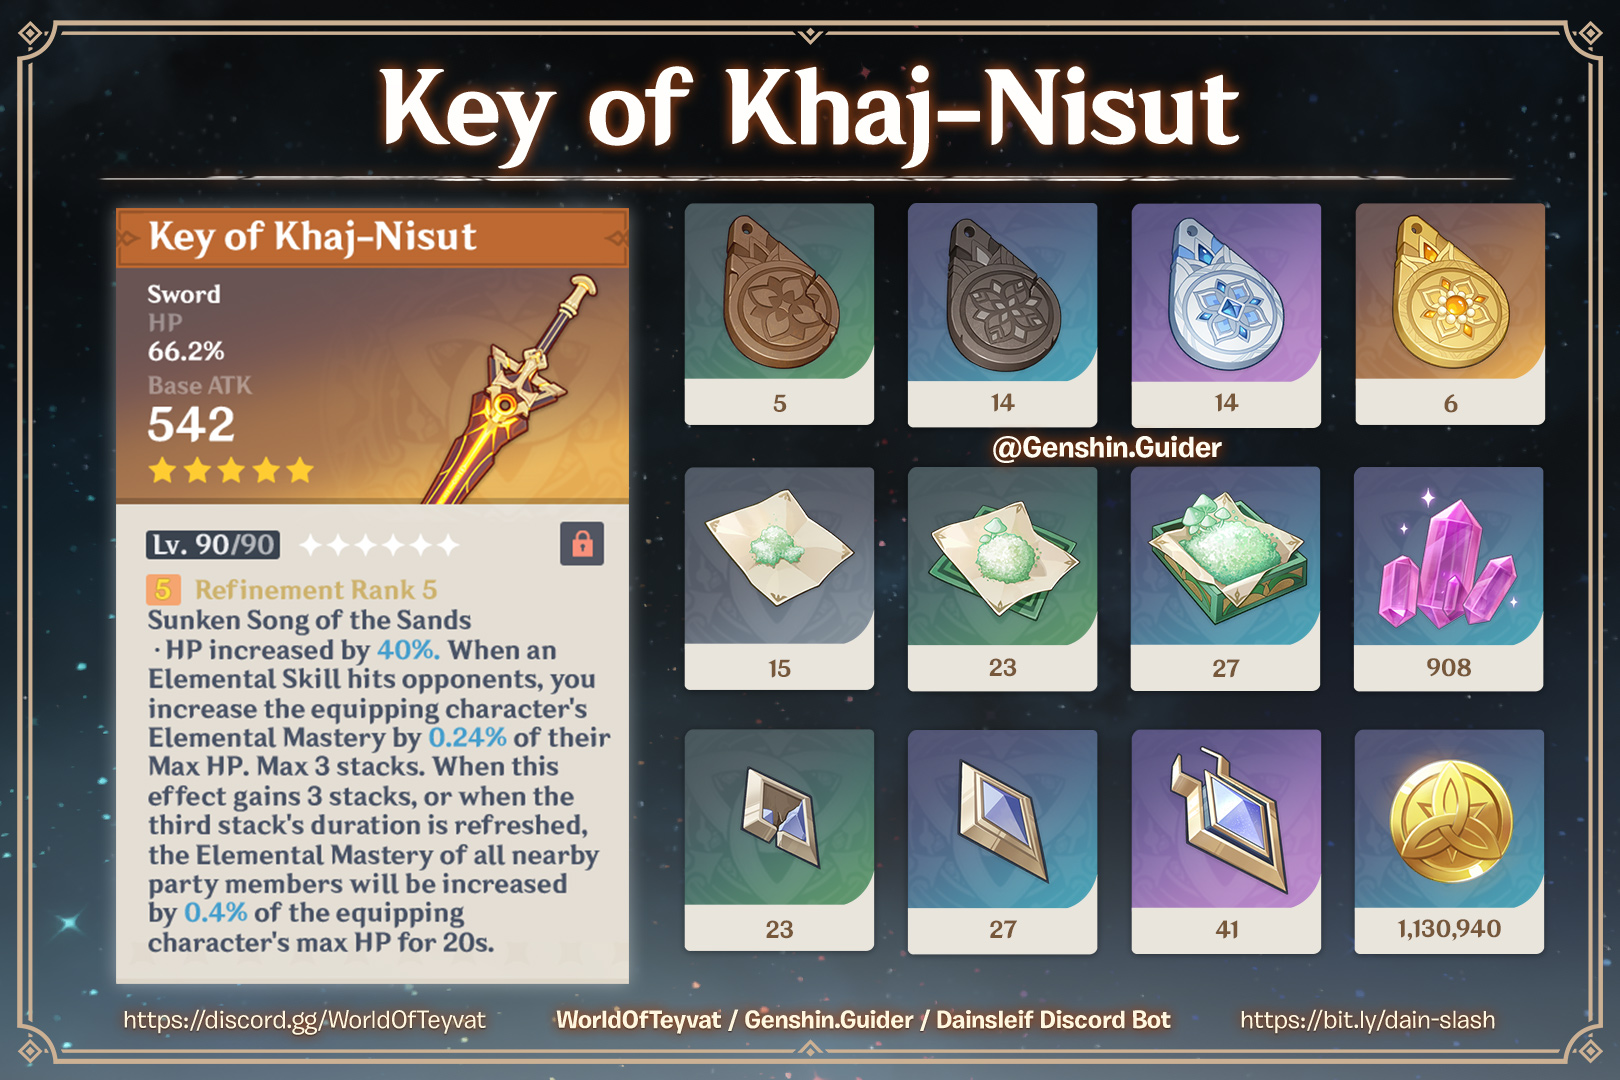 Key of Khaj-Nisut
Key of Khaj-Nisut
Sword
HP
66.2%
Base ATK
542
Lv. 90/90
5 Refinement Rank 5
Sunken Song of the Sands
· HP increased by 40%. When an
Elemental Skill hits opponents, you
increase the equipping character's
Elemental Mastery by 0.24% of their
Max HP. Max 3 stacks. When this
effect gains 3 stacks, or when the
third stack's duration is refreshed,
the Elemental Mastery of all nearby
party members will be increased
by 0.4% of the equipping
character's max HP for 20s.
5
14
14
6
@Genshin.Guider
15
23
27
908
23
27
41
1,130,940
https://discord.gg/WorldOfTeyvat
WorldOfTeyvat / Genshin.Guider / Dainsleif Discord Bot
https://bit.ly/dain-slash